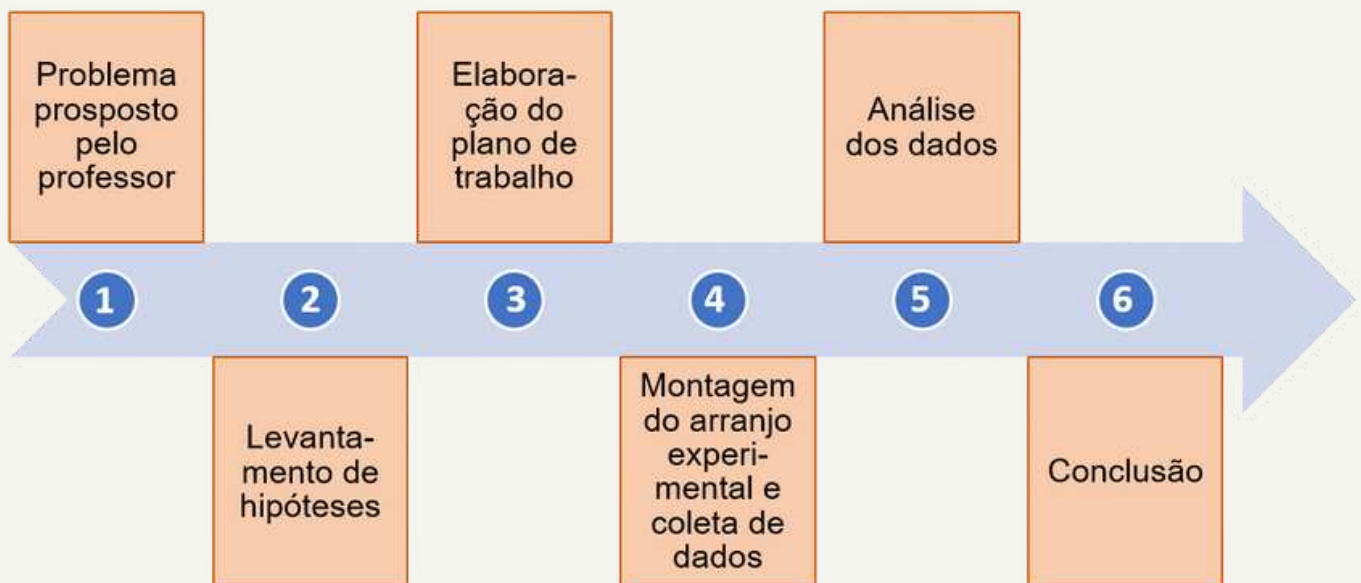 Problema
prosposto
pelo
professor
Elabora-
ção do
plano de
trabalho
Análise
dos dados
1
2
3
4
5
6
Levanta-
mento de
hipóteses
Montagem
do arranjo
experi-
mental e
coleta de
dados
Conclusão